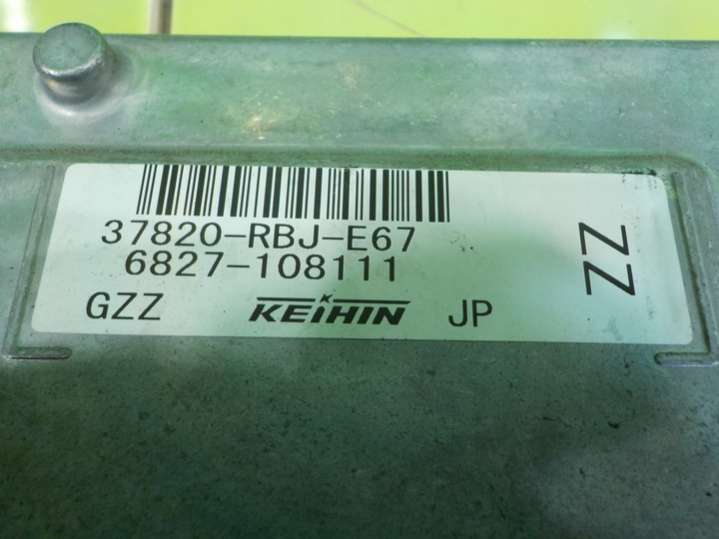 37820-RBJ-E67
6827-108111
GZZ KEIHIN JP
ZZ